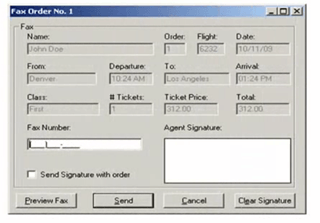 Fax Order No. 1
Fax
Name: Order: Flight: Date:
John Doe 1 6232 10/11/03
From: Departure: To: Arrival:
Denver 10:24 AM Los Angeles 01:24 PM
Class: # Tickets: Ticket Price: Total:
First 1 312.00 312.00
Fax Number: Agent Signature:
Send Signature with order
Preview Fax Send Cancel Clear Signature